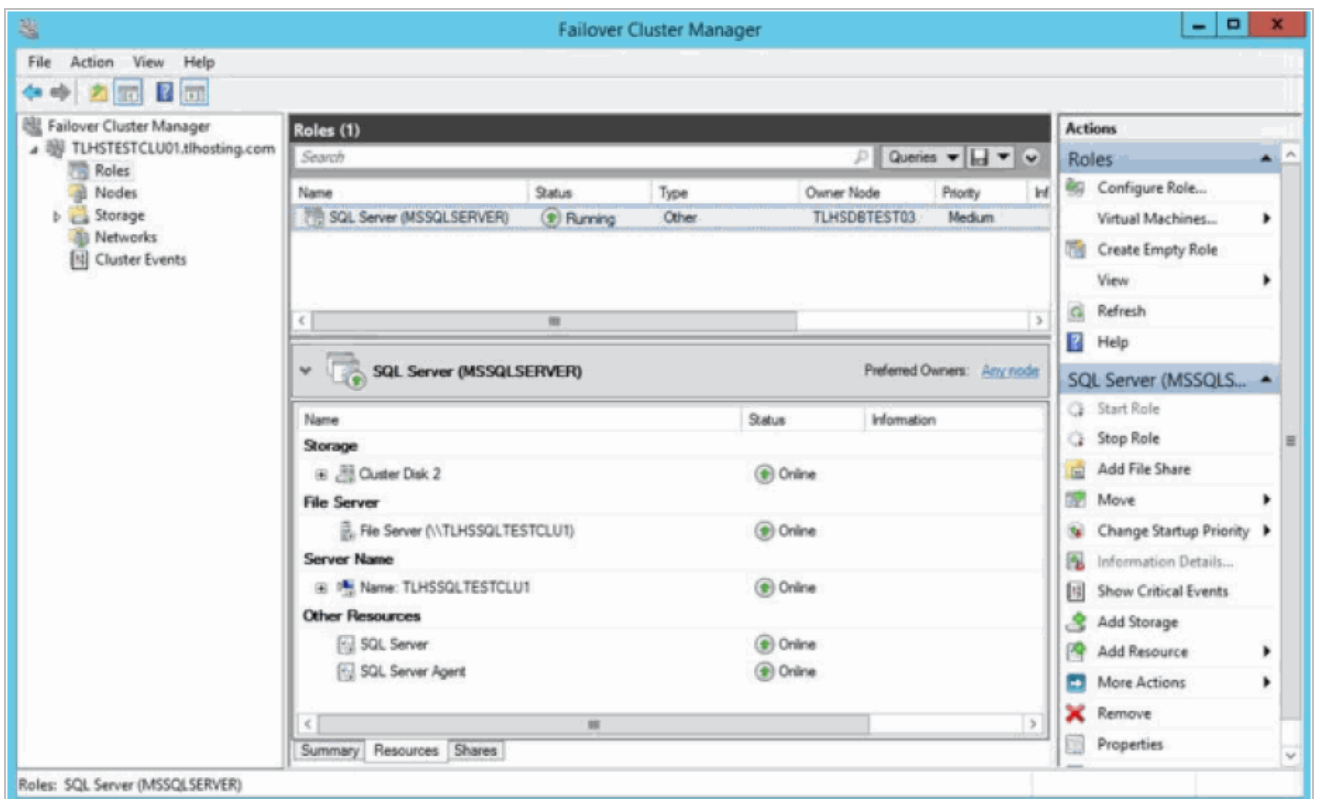 Failover Cluster Manager
File Action View Help
Failover Cluster Manager
TLHSTESTCLU01.tlhosting.com
Roles
Nodes
Storage
Networks
Cluster Events
Roles (1)
Search
Queries
Name Status Type Owner Node Priority Inf
SQL Server (MSSQLSERVER) Running Other TLHSDBTEST03 Medium
SQL Server (MSSQLSERVER) Preferred Owners: Any node
Name Status Information
Storage
Cluster Disk 2 Online
File Server
File Server (\\TLHSSQLTESTCLU1) Online
Server Name
Name: TLHSSQLTESTCLU1 Online
Other Resources
SQL Server Online
SQL Server Agent Online
Summary Resources Shares
Actions
Roles
Configure Role...
Virtual Machines...
Create Empty Role
View
Refresh
Help
SQL Server (MSSQLS...
Start Role
Stop Role
Add File Share
Move
Change Startup Priority
Information Details...
Show Critical Events
Add Storage
Add Resource
More Actions
Remove
Properties
Roles: SQL Server (MSSQLSERVER)